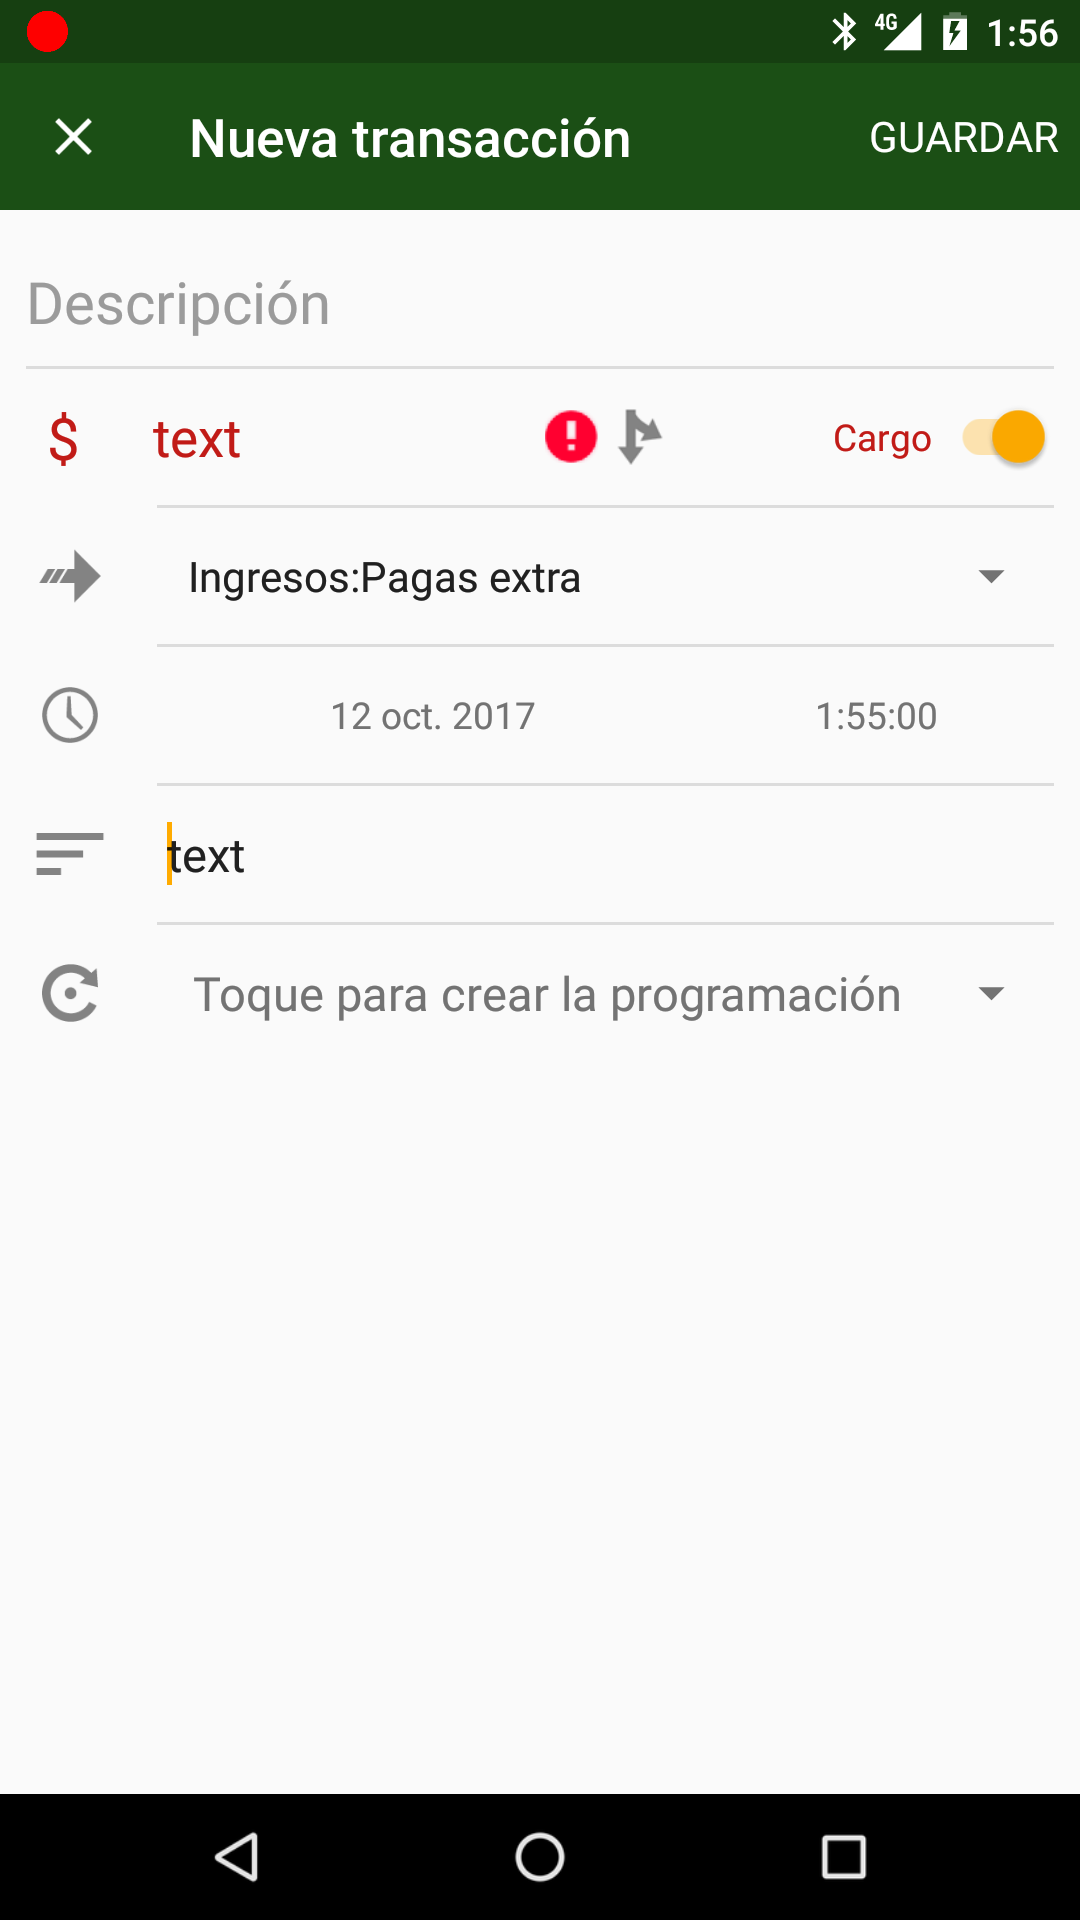 4G 1:56
Nueva transacción GUARDAR
Descripción
$ text Cargo
Ingresos:Pagas extra
12 oct. 2017 1:55:00
text
Toque para crear la programación